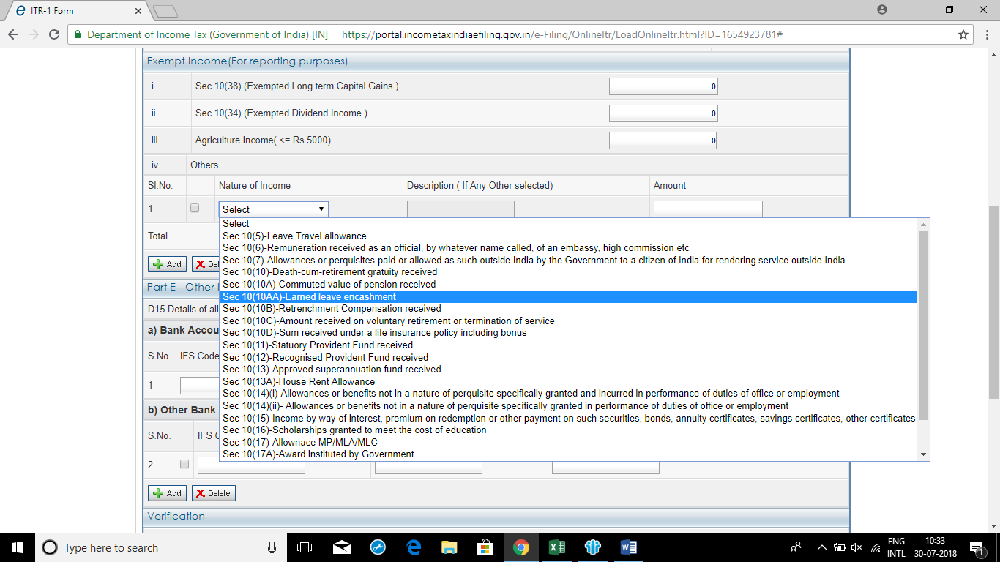 ITR-1 Form
Department of Income Tax (Government of India) [IN] https://portal.incometaxindiaefiling.gov.in/e-Filing/OnlineItr/LoadOnlineItr.html?ID=1654923781#
Exempt Income(For reporting purposes)
i. Sec.10(38) (Exempted Long term Capital Gains ) 0
ii. Sec.10(34) (Exempted Dividend Income ) 0
iii. Agriculture Income( <= Rs.5000) 0
iv. Others
Sl.No. Nature of Income Description ( If Any Other selected) Amount
1 Select
Select
Sec 10(5)-Leave Travel allowance
Total
Sec 10(6)-Remuneration received as an official, by whatever name called, of an embassy, high commission etc
Sec 10(7)-Allowances or perquisites paid or allowed as such outside India by the Government to a citizen of India for rendering service outside India
Add Del
Sec 10(10)-Death-cum-retirement gratuity received
Sec 10(10A)-Commuted value of pension received
Part E - Other I
Sec 10(10AA)-Earned leave encashment
Sec 10(10B)-Retrenchment Compensation received
D15.Details of all
Sec 10(10C)-Amount received on voluntary retirement or termination of service
a) Bank Accou
Sec 10(10D)-Sum received under a life insurance policy including bonus
Sec 10(11)-Statuory Provident Fund received
S.No. IFS Code
Sec 10(12)-Recognised Provident Fund received
Sec 10(13)-Approved superannuation fund received
1
Sec 10(13A)-House Rent Allowance
Sec 10(14)(i)-Allowances or benefits not in a nature of perquisite specifically granted and incurred in performance of duties of office or employment
b) Other Bank
Sec 10(14)(ii)- Allowances or benefits not in a nature of perquisite specifically granted in performance of duties of office or employment
Sec 10(15)-Income by way of interest, premium on redemption or other payment on such securities, bonds, annuity certificates, savings certificates, other certificates
S.No. IFS C
Sec 10(16)-Scholarships granted to meet the cost of education
Sec 10(17)-Allownace MP/MLA/MLC
Sec 10(17A)-Award instituted by Government
2
Add Delete
Verification
Type here to search
ENG 10:33
INTL 30-07-2018
1